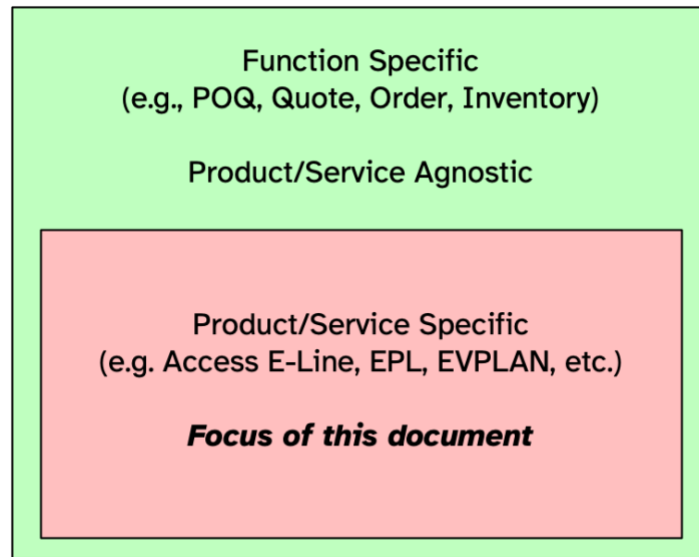 Function Specific
(e.g., POQ, Quote, Order, Inventory)
Product/Service Agnostic
Product/Service Specific
(e.g. Access E-Line, EPL, EVPLAN, etc.)
Focus of this document